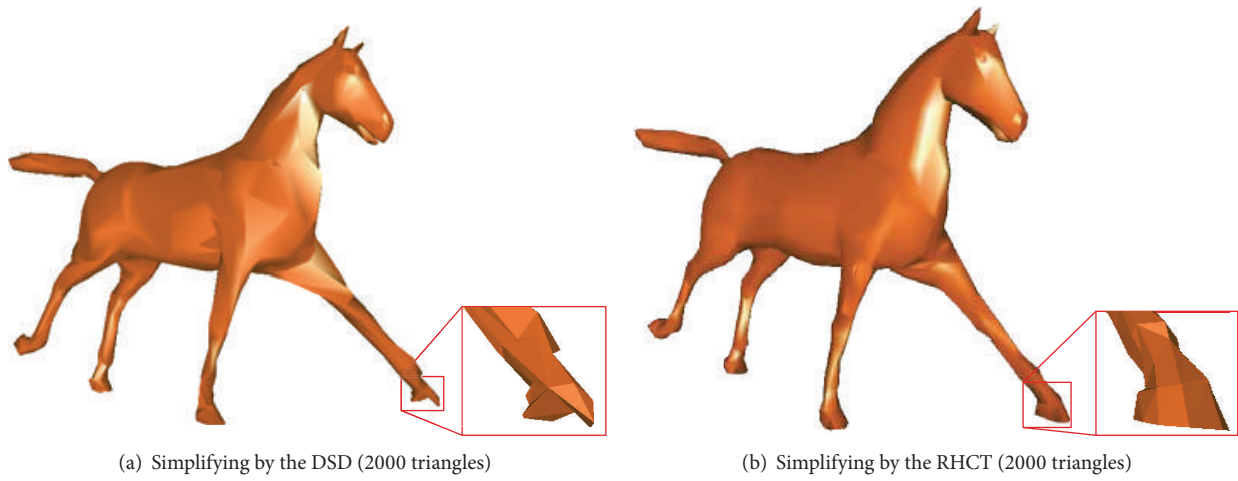 (a) Simplifying by the DSD (2000 triangles)
(b) Simplifying by the RHCT (2000 triangles)